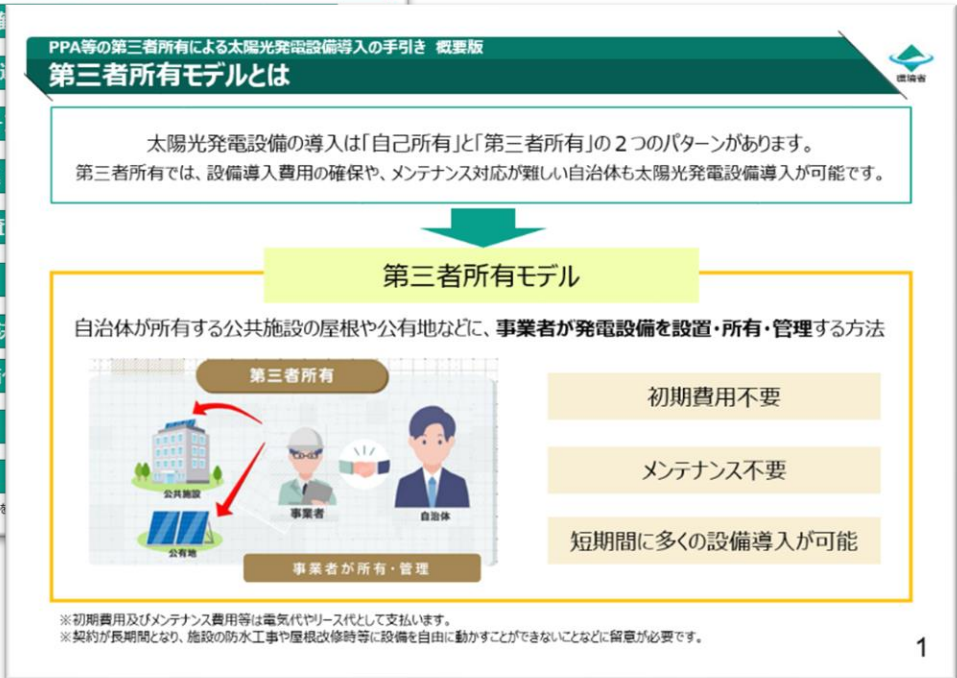 PPA等の第三者所有による太陽光発電設備導入の手引き 概要版
第三者所有モデルとは
環境省
太陽光発電設備の導入は「自己所有」と「第三者所有」の2つのパターンがあります。
第三者所有では、設備導入費用の確保や、メンテナンス対応が難しい自治体も太陽光発電設備導入が可能です。
第三者所有モデル
自治体が所有する公共施設の屋根や公有地などに、事業者が発電設備を設置・所有・管理する方法
第三者所有
公共施設
事業者
自治体
公有地
事業者が所有・管理
初期費用不要
メンテナンス不要
短期間に多くの設備導入が可能
※初期費用及びメンテナンス費用等は電気代やリース代として支払います。
※契約が長期間となり、施設の防水工事や屋根改修時等に設備を自由に動かすことができないことなどに留意が必要です。
1